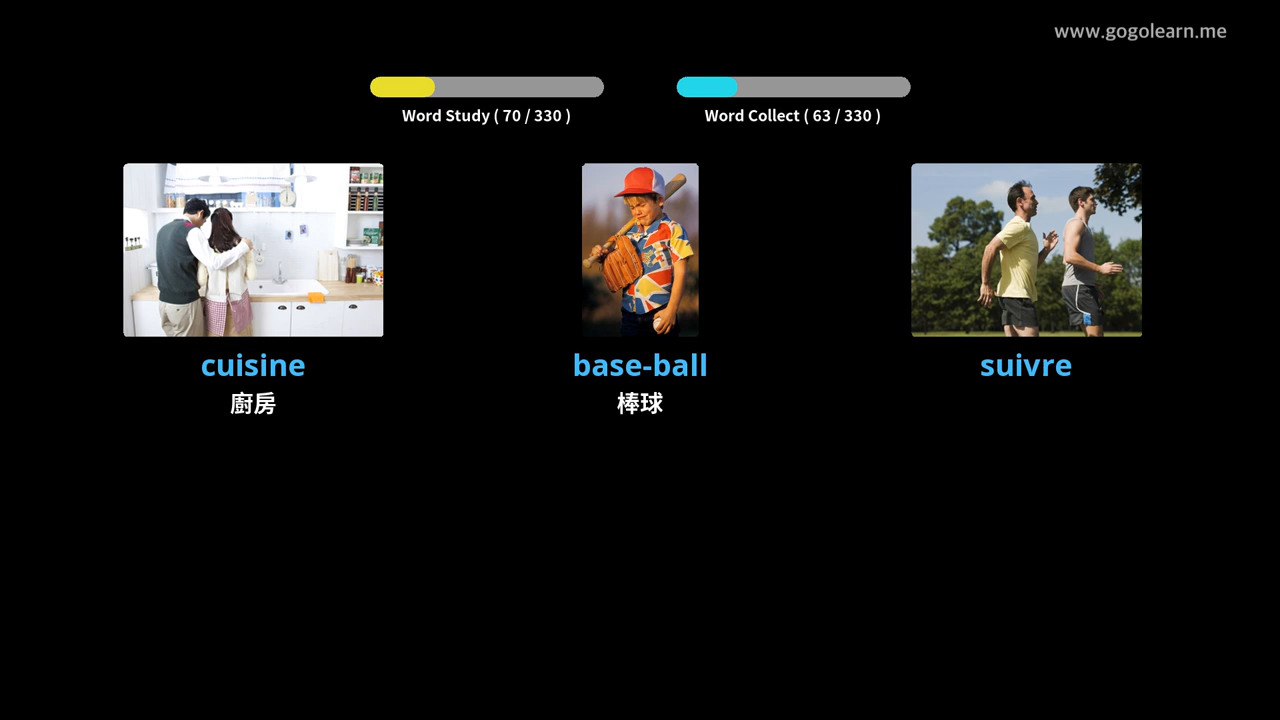 www.gogolearn.me
Word Study ( 70 / 330 )
Word Collect ( 63 / 330 )
cuisine
廚房
base-ball
棒球
suivre